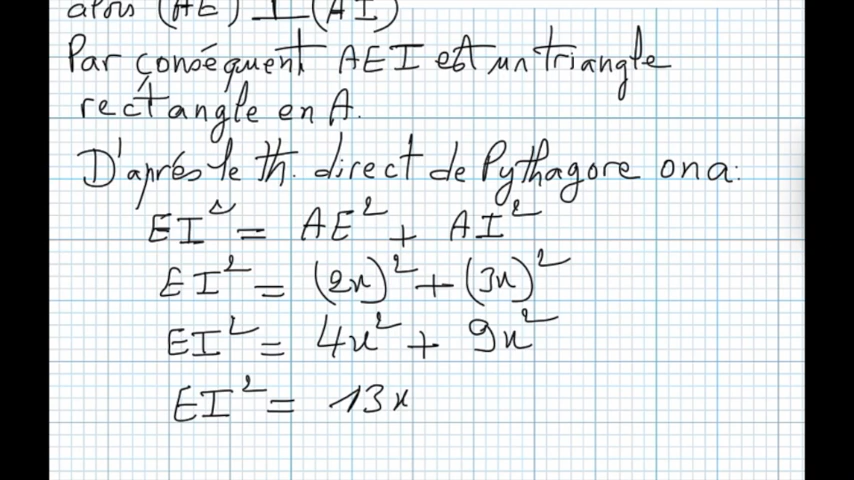 alors (AE) ⊥ (AI)
Par conséquent AEI est un triangle
rectangle en A.
D'après le th. direct de Pythagore on a:
EI² = AE² + AI²
EI² = (2x)² + (3x)²
EI² = 4x² + 9x²
EI² = 13x